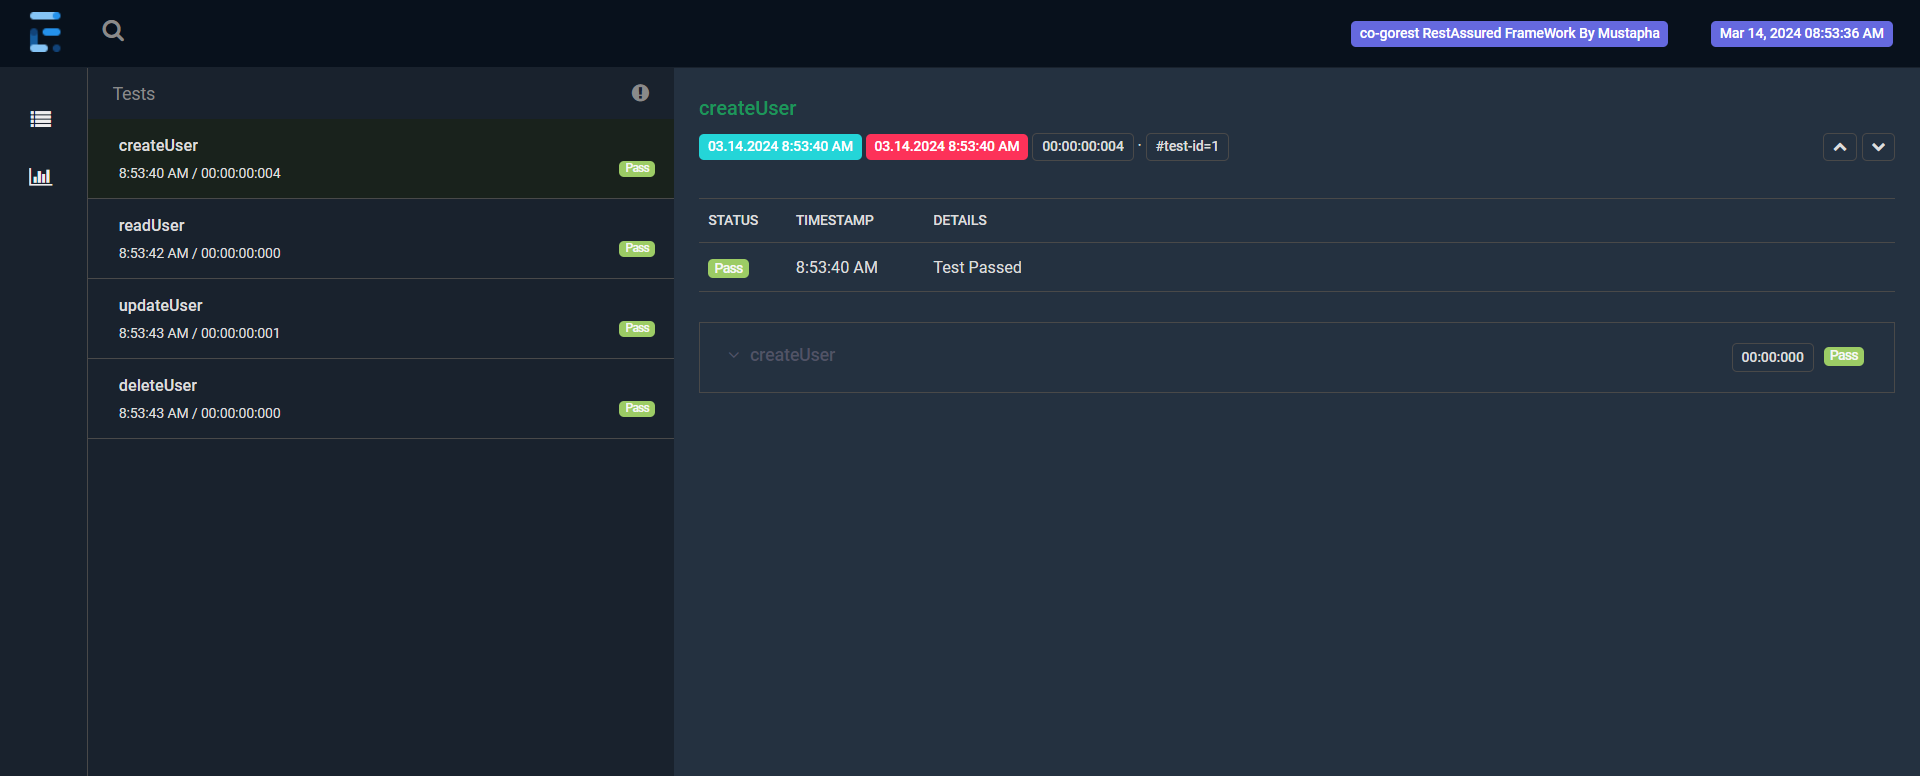 co-gorest RestAssured FrameWork By Mustapha
Mar 14, 2024 08:53:36 AM
Tests
createUser
8:53:40 AM / 00:00:00:004
Pass
readUser
8:53:42 AM / 00:00:00:000
Pass
updateUser
8:53:43 AM / 00:00:00:001
Pass
deleteUser
8:53:43 AM / 00:00:00:000
Pass
createUser
03.14.2024 8:53:40 AM 03.14.2024 8:53:40 AM 00:00:00:004 · #test-id=1
STATUS TIMESTAMP DETAILS
Pass 8:53:40 AM Test Passed
createUser 00:00:000 Pass